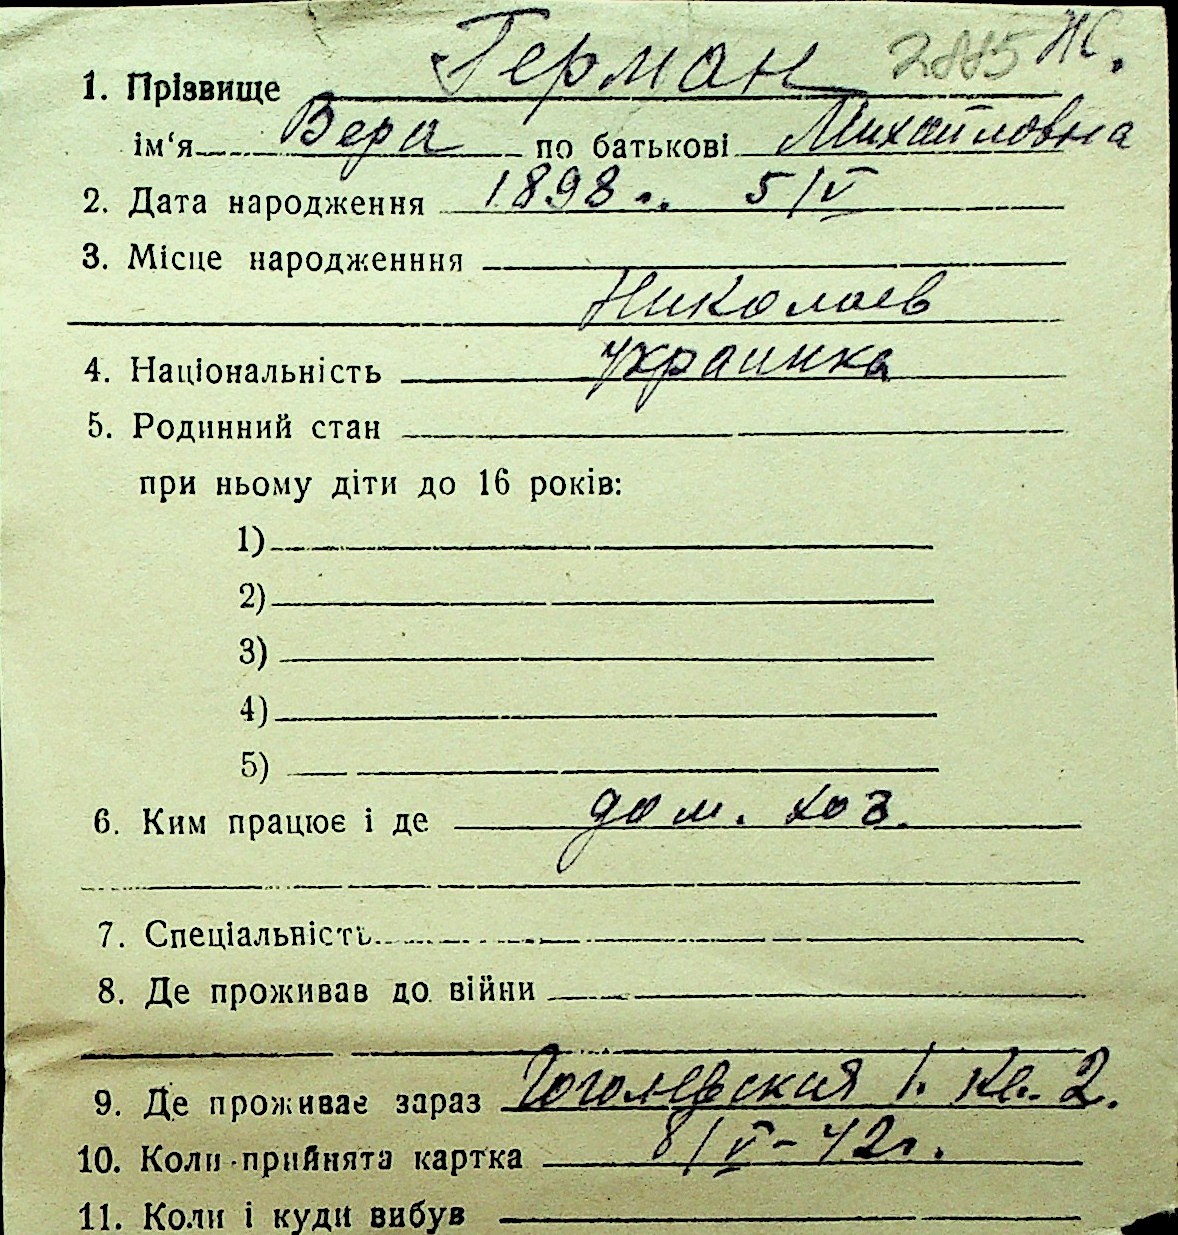 2885 ж.
1. Прізвище Герман
ім‘я Вера по батькові Михайловна
2. Дата народження 1898 г. 5/V
3. Місце народженння
Николаев
4. Національність украинка
5. Родинний стан
при ньому діти до 16 років:
1)
2)
3)
4)
5)
6. Ким працює і де дом. хоз.
7. Спеціальність
8. Де проживав до війни
9. Де проживає зараз Гоголевская 1. кв. 2.
10. Коли прийнята картка 8/V-42г.
11. Коли і куди вибув